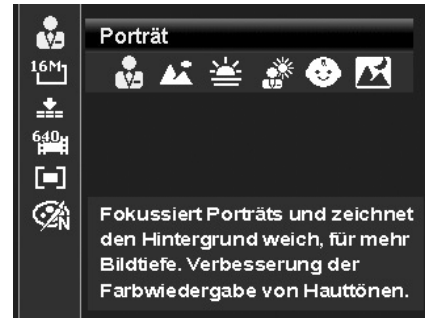 Porträt
16M
640
N
Fokussiert Porträts und zeichnet
den Hintergrund weich, für mehr
Bildtiefe. Verbesserung der
Farbwiedergabe von Hauttönen.